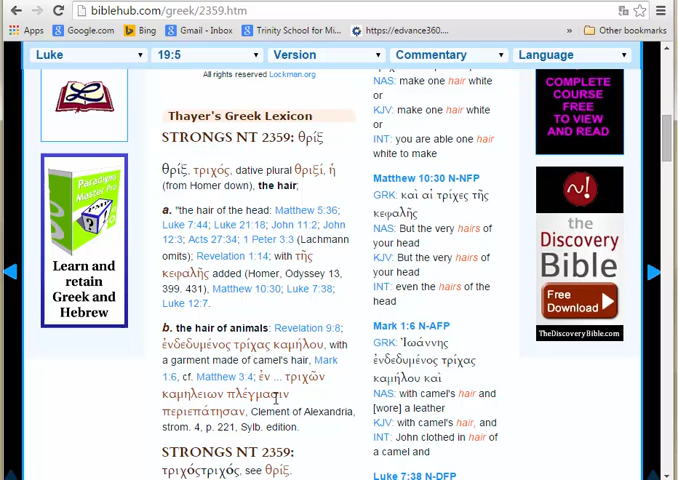 biblehub.com/greek/2359.htm
Apps
Google.com
Bing
Gmail - Inbox
Trinity School for Mi...
https://edvance360....
»
Other bookmarks
Luke
19:5
Version
Commentary
Language
All rights reserved Lockman.org
Thayer's Greek Lexicon
STRONGS NT 2359: θρίξ
θρίξ, τριχός, dative plural θριξί, ἡ
(from Homer down), the hair;
a. "the hair of the head: Matthew 5:36;
Luke 7:44; Luke 21:18; John 11:2; John
12:3; Acts 27:34; 1 Peter 3:3 (Lachmann
omits); Revelation 1:14; with τῆς
κεφαλῆς added (Homer, Odyssey 13,
399. 431), Matthew 10:30; Luke 7:38;
Luke 12:7.
b. the hair of animals: Revelation 9:8;
ἐνδεδυμένος τρίχας καμήλου, with
a garment made of camel's hair, Mark
1:6, cf. Matthew 3:4; ἐν ... τριχῶν
καμηλειων πλέγμασιν
περιεπάτησαν, Clement of Alexandria,
strom. 4, p. 221, Sylb. edition.
STRONGS NT 2359:
τριχόςτριχός, see θρίξ.
NAS: make one hair white
or
KJV: make one hair white
or
INT: you are able one hair
white to make
Matthew 10:30 N-NFP
GRK: καὶ αἱ τρίχες τῆς
κεφαλῆς
NAS: But the very hairs of
your head
KJV: But the very hairs of
your head
INT: even the hairs of the
head
Mark 1:6 N-AFP
GRK: Ἰωάννης
ἐνδεδυμένος τρίχας
καμήλου καὶ
NAS: with camel's hair and
[wore] a leather
KJV: with camel's hair, and
INT: John clothed in hair of
a camel and
Luke 7:38 N-DFP
Paradigms
Master Pro
PMP
Learn and
retain
Greek and
Hebrew
COMPLETE
COURSE
FREE
TO VIEW
AND READ
the
Discovery
Bible
Free
Download
www.TheDiscoveryBible.com